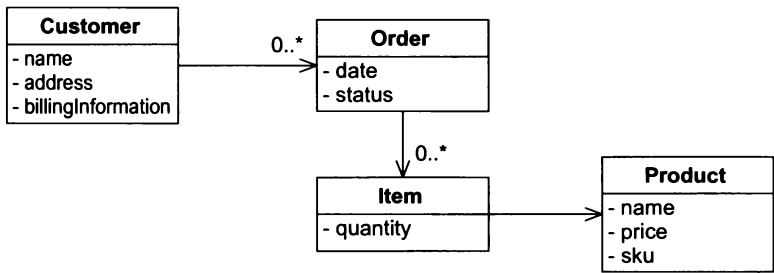 Customer
- name
- address
- billingInformation
0..*
Order
- date
- status
0..*
Item
- quantity
Product
- name
- price
- sku